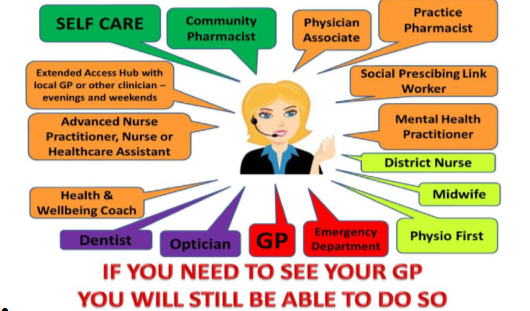 SELF CARE
Community
Pharmacist
Physician
Associate
Practice
Pharmacist
Extended Access Hub with
local GP or other clinician –
evenings and weekends
Social Prescibing Link
Worker
Advanced Nurse
Practitioner, Nurse or
Healthcare Assistant
Mental Health
Practitioner
District Nurse
Health &
Wellbeing Coach
Midwife
Dentist
Optician
GP
Emergency
Department
Physio First
IF YOU NEED TO SEE YOUR GP
YOU WILL STILL BE ABLE TO DO SO